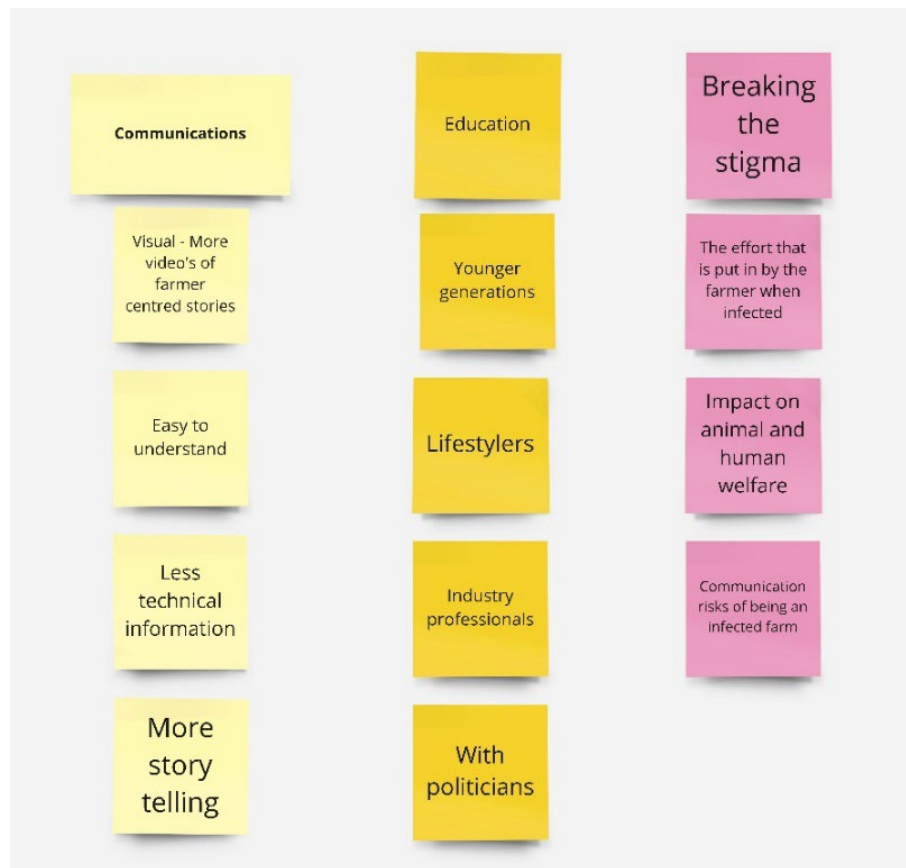 Communications
Visual - More
video's of
farmer
centred stories
Easy to
understand
Less
technical
information
More
story
telling
Education
Younger
generations
Lifestylers
Industry
professionals
With
politicians
Breaking
the
stigma
The effort that
is put in by the
farmer when
infected
Impact on
animal and
human
welfare
Communication
risks of being an
infected farm